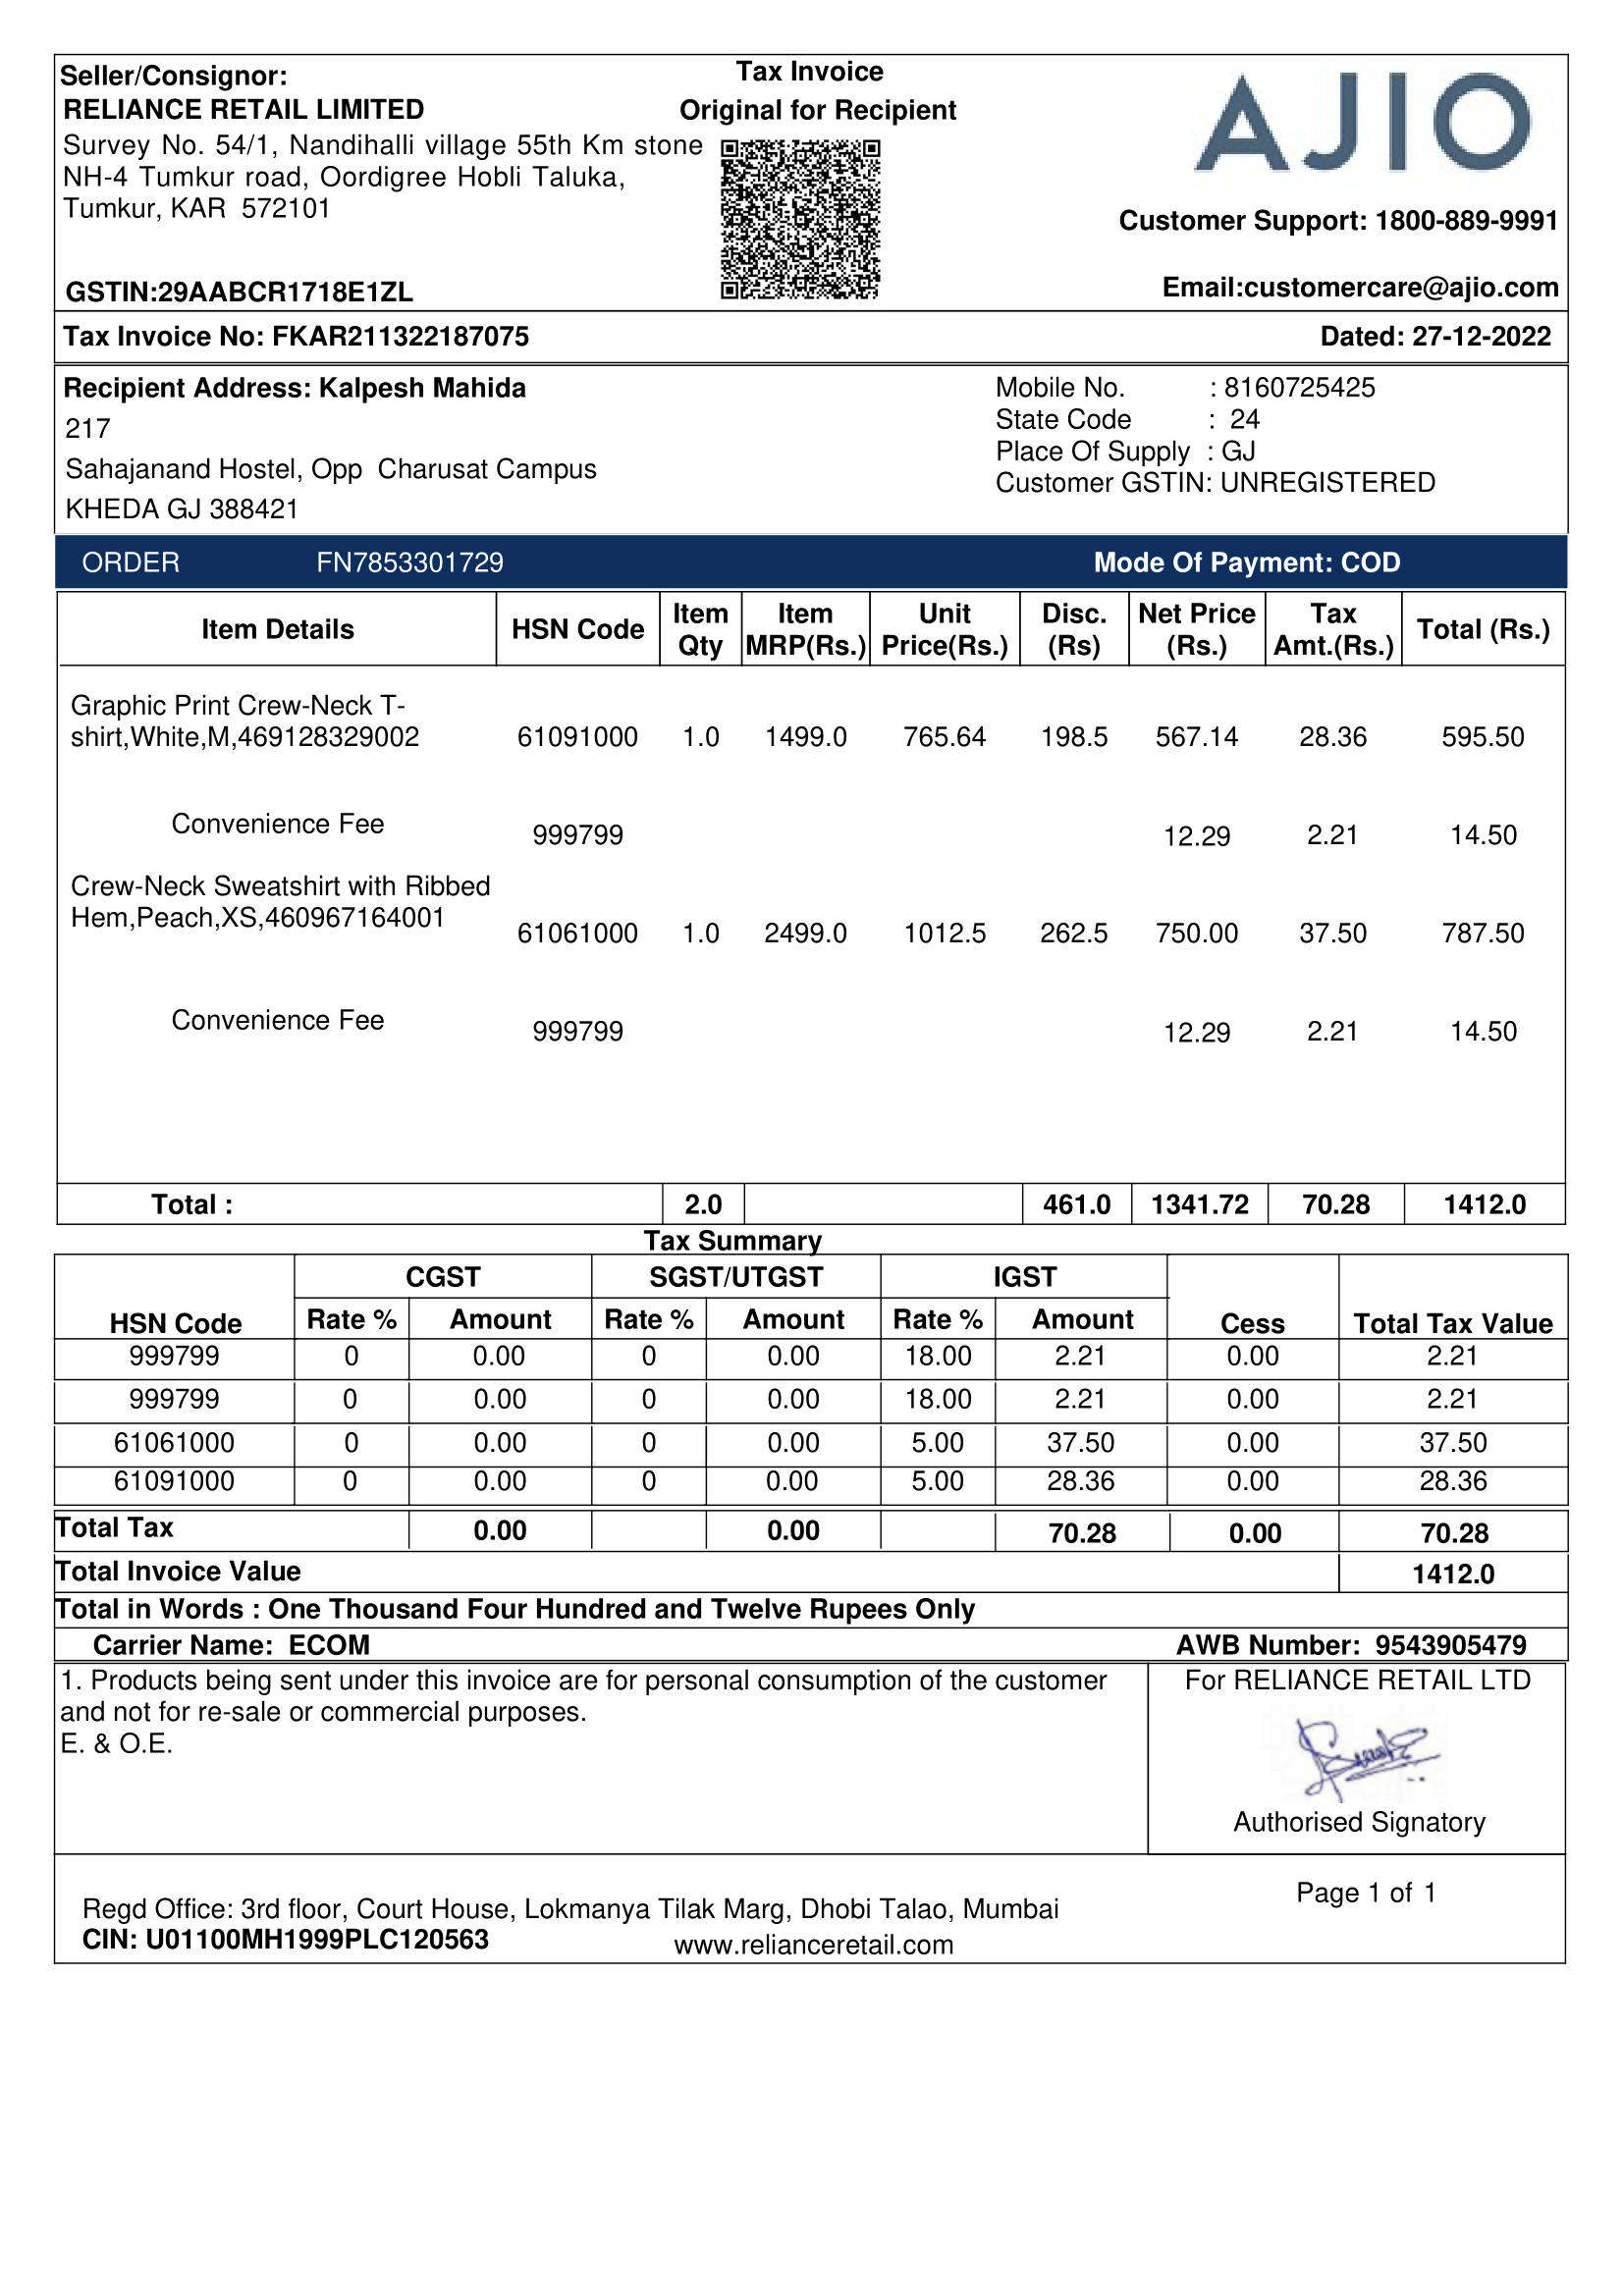 Seller/Consignor:
RELIANCE RETAIL LIMITED
Survey No. 54/1, Nandihalli village 55th Km stone
NH-4 Tumkur road, Oordigree Hobli Taluka,
Tumkur, KAR 572101
GSTIN:29AABCR1718E1ZL
Tax Invoice
Original for Recipient
AJIO
Customer Support: 1800-889-9991
Email:customercare@ajio.com
Tax Invoice No: FKAR211322187075 Dated: 27-12-2022
Recipient Address: Kalpesh Mahida
217
Sahajanand Hostel, Opp Charusat Campus
KHEDA GJ 388421
Mobile No. : 8160725425
State Code : 24
Place Of Supply : GJ
Customer GSTIN: UNREGISTERED
ORDER FN7853301729 Mode Of Payment: COD
Item Details HSN Code Item Qty Item MRP(Rs.) Unit Price(Rs.) Disc. (Rs) Net Price (Rs.) Tax Amt.(Rs.) Total (Rs.)
Graphic Print Crew-Neck T-
shirt,White,M,469128329002 61091000 1.0 1499.0 765.64 198.5 567.14 28.36 595.50
Convenience Fee 999799 12.29 2.21 14.50
Crew-Neck Sweatshirt with Ribbed
Hem,Peach,XS,460967164001 61061000 1.0 2499.0 1012.5 262.5 750.00 37.50 787.50
Convenience Fee 999799 12.29 2.21 14.50
Total : 2.0 461.0 1341.72 70.28 1412.0
Tax Summary
CGST SGST/UTGST IGST
HSN Code Rate % Amount Rate % Amount Rate % Amount Cess Total Tax Value
999799 0 0.00 0 0.00 18.00 2.21 0.00 2.21
999799 0 0.00 0 0.00 18.00 2.21 0.00 2.21
61061000 0 0.00 0 0.00 5.00 37.50 0.00 37.50
61091000 0 0.00 0 0.00 5.00 28.36 0.00 28.36
Total Tax 0.00 0.00 70.28 0.00 70.28
Total Invoice Value 1412.0
Total in Words : One Thousand Four Hundred and Twelve Rupees Only
Carrier Name: ECOM AWB Number: 9543905479
1. Products being sent under this invoice are for personal consumption of the customer
and not for re-sale or commercial purposes.
E. & O.E.
For RELIANCE RETAIL LTD
Authorised Signatory
Regd Office: 3rd floor, Court House, Lokmanya Tilak Marg, Dhobi Talao, Mumbai
CIN: U01100MH1999PLC120563
www.relianceretail.com
Page 1 of 1